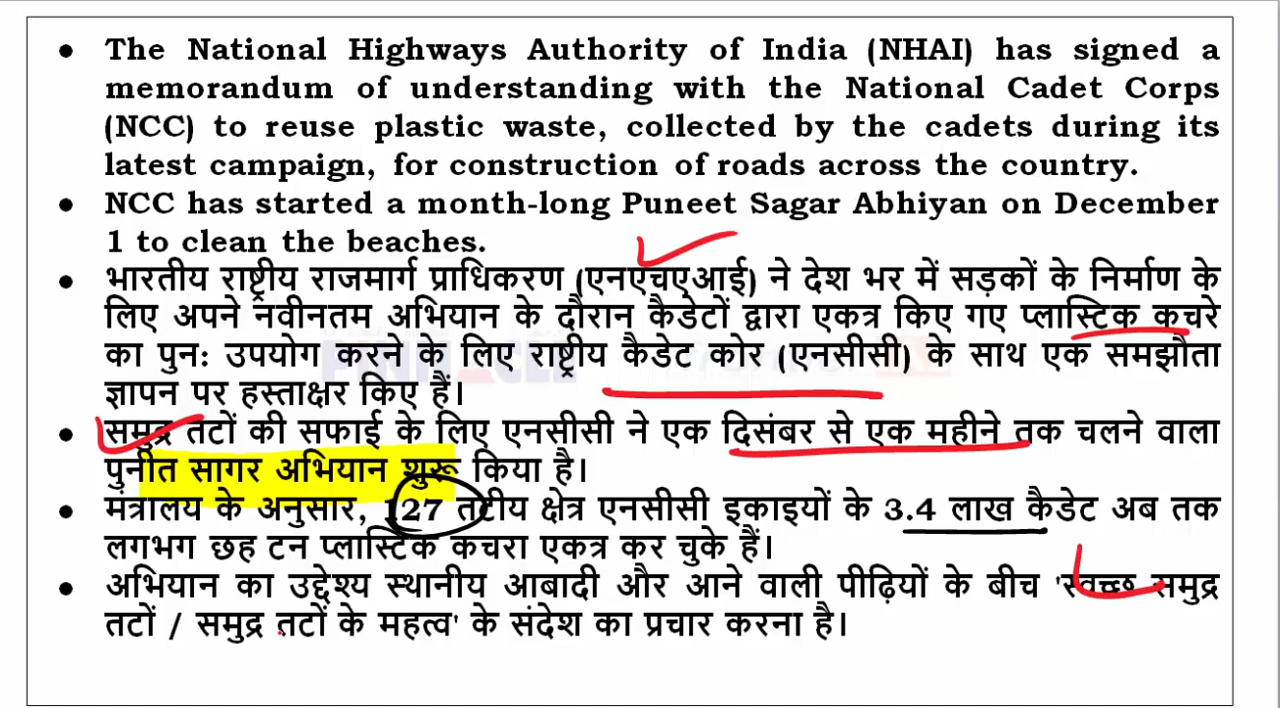 • The National Highways Authority of India (NHAI) has signed a
memorandum of understanding with the National Cadet Corps
(NCC) to reuse plastic waste, collected by the cadets during its
latest campaign, for construction of roads across the country.
• NCC has started a month-long Puneet Sagar Abhiyan on December
1 to clean the beaches.
• भारतीय राष्ट्रीय राजमार्ग प्राधिकरण (एनएचएआई) ने देश भर में सड़कों के निर्माण के
लिए अपने नवीनतम अभियान के दौरान कैडेटों द्वारा एकत्र किए गए प्लास्टिक कचरे
का पुनः उपयोग करने के लिए राष्ट्रीय कैडेट कोर (एनसीसी) के साथ एक समझौता
ज्ञापन पर हस्ताक्षर किए हैं।
• समुद्र तटों की सफाई के लिए एनसीसी ने एक दिसंबर से एक महीने तक चलने वाला
पुनीत सागर अभियान शुरू किया है।
• मंत्रालय के अनुसार, 127 तटीय क्षेत्र एनसीसी इकाइयों के 3.4 लाख कैडेट अब तक
लगभग छह टन प्लास्टिक कचरा एकत्र कर चुके हैं।
• अभियान का उद्देश्य स्थानीय आबादी और आने वाली पीढ़ियों के बीच 'स्वच्छ समुद्र
तटों / समुद्र तटों के महत्व' के संदेश का प्रचार करना है।